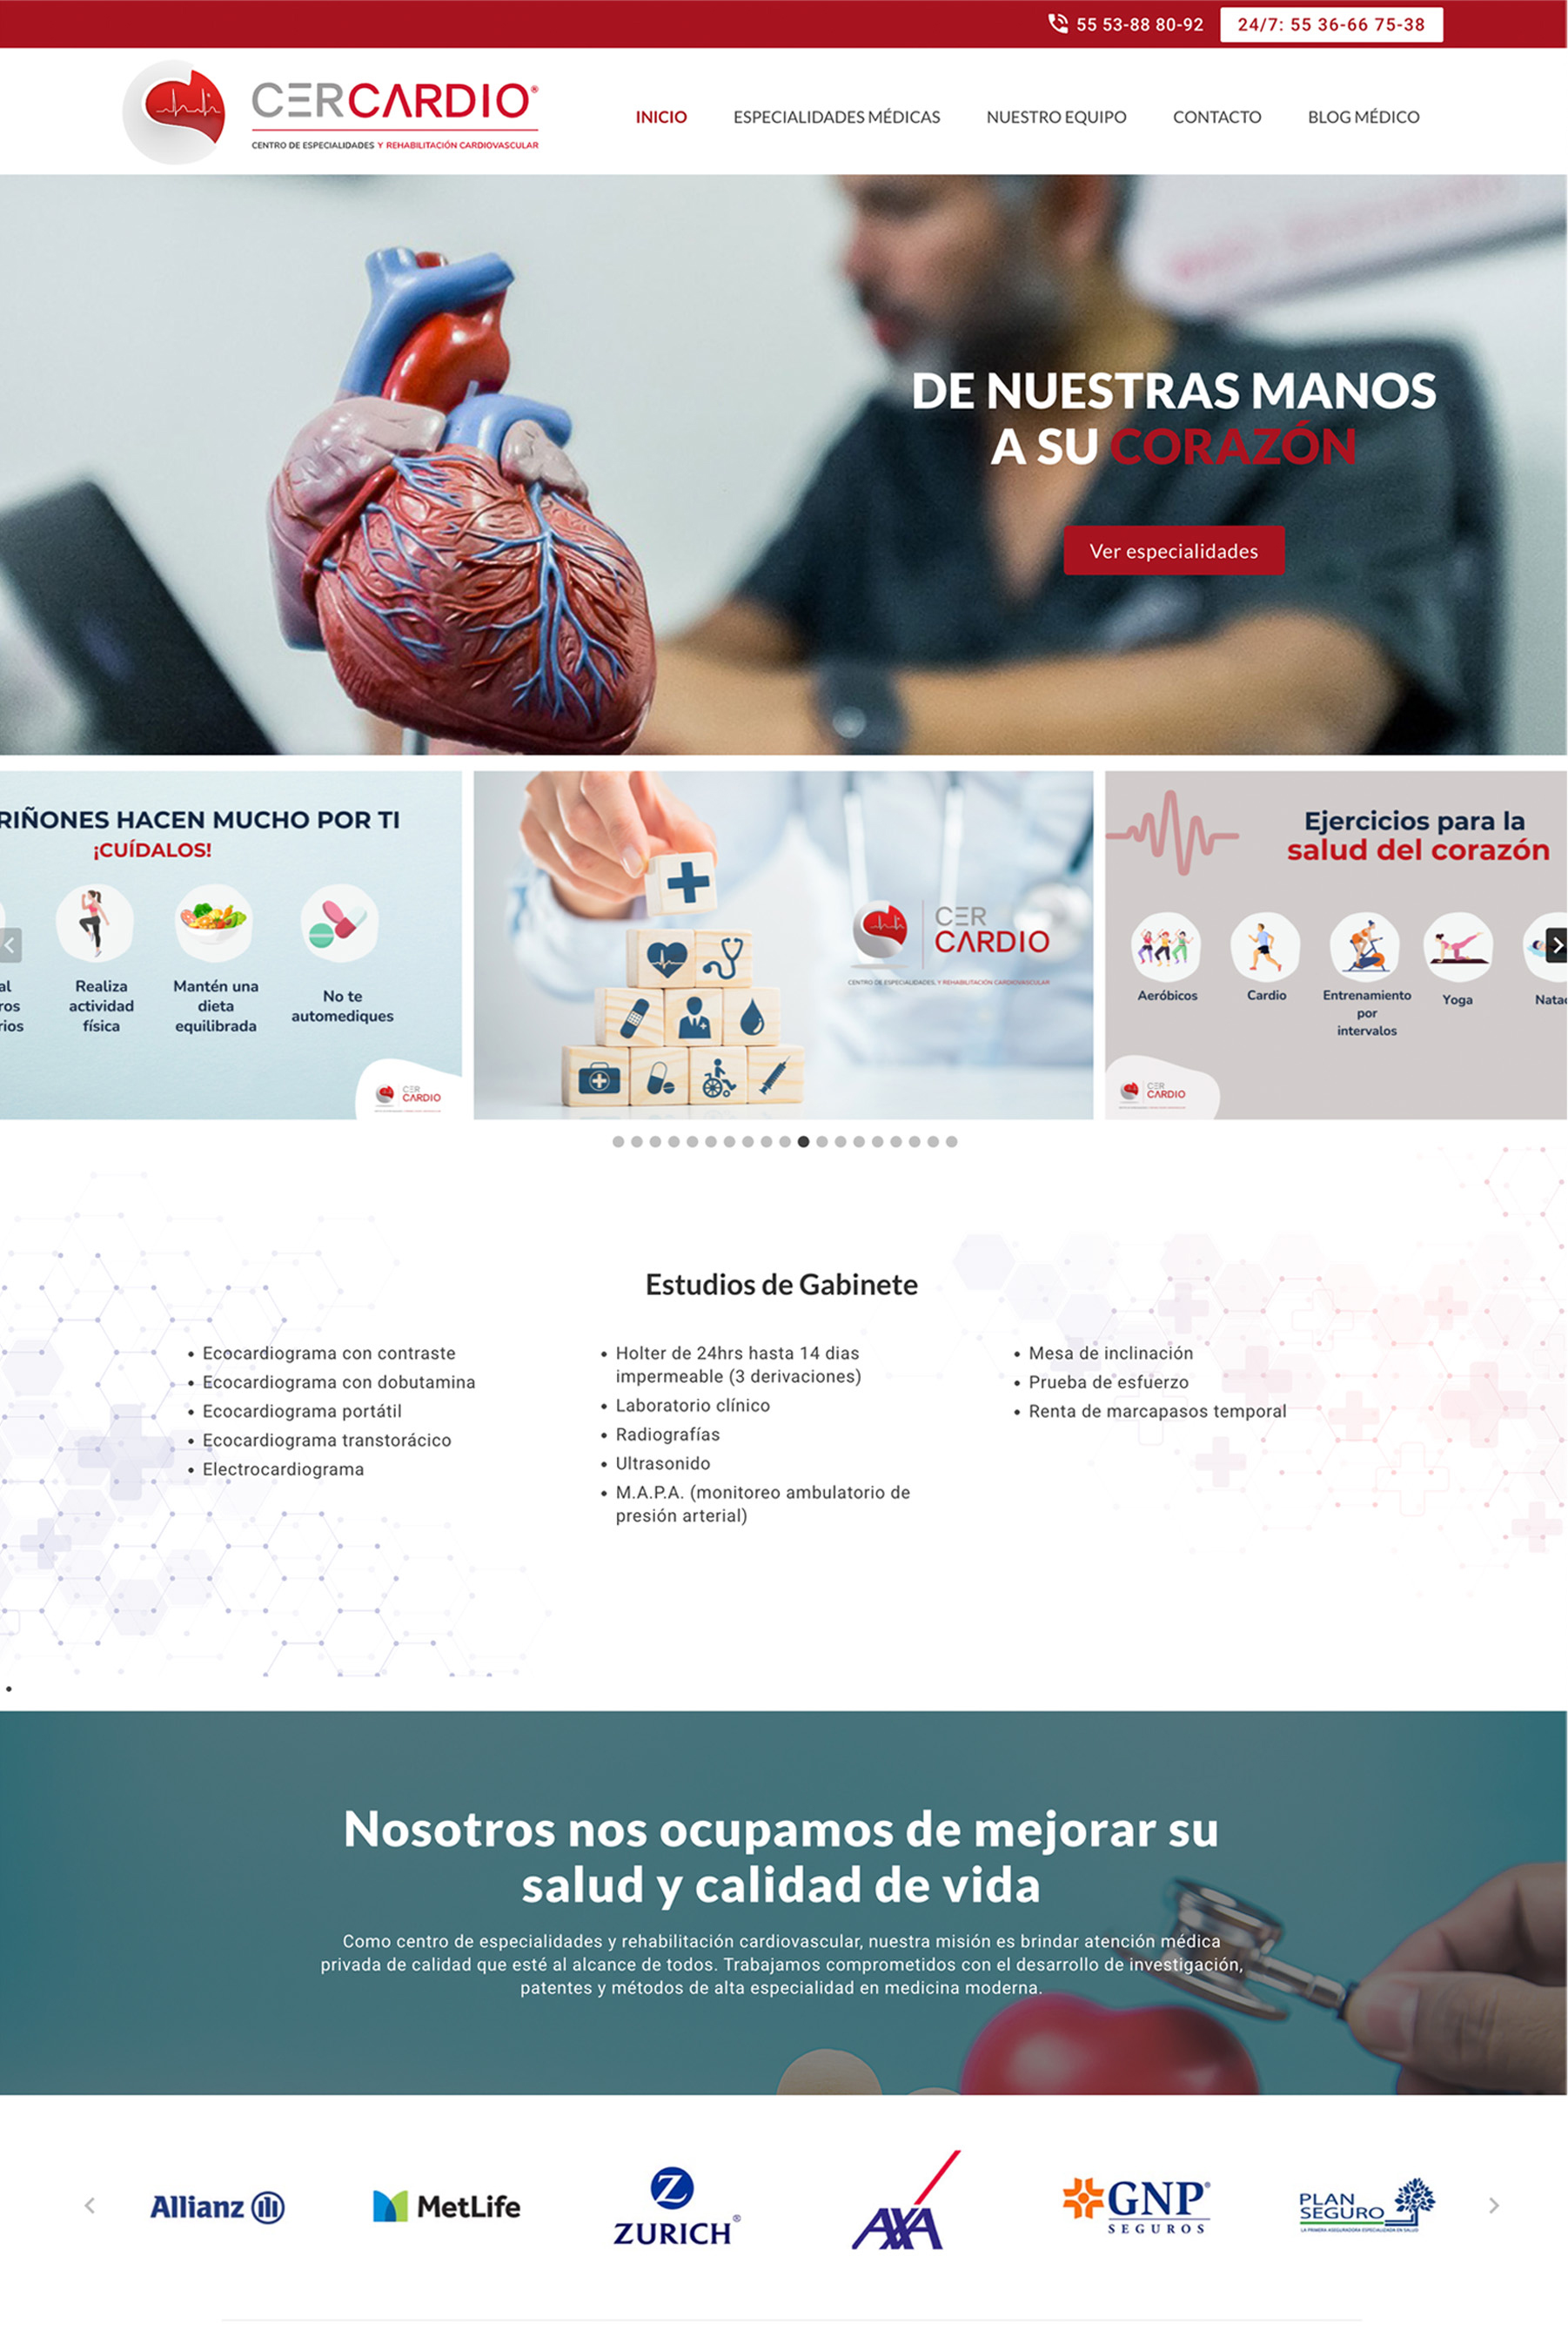 55 53-88 80-92
24/7: 55 36-66 75-38
CERCARDIO®
CENTRO DE ESPECIALIDADES Y REHABILITACIÓN CARDIOVASCULAR
INICIO
ESPECIALIDADES MÉDICAS
NUESTRO EQUIPO
CONTACTO
BLOG MÉDICO
DE NUESTRAS MANOS
A SU CORAZÓN
Ver especialidades
RIÑONES HACEN MUCHO POR TI
¡CUÍDALOS!
al
ros
rios
Realiza
actividad
física
Mantén una
dieta
equilibrada
No te
automediques
CER
CARDIO
CER
CARDIO
CENTRO DE ESPECIALIDADES, Y REHABILITACIÓN CARDIOVASCULAR
Ejercicios para la
salud del corazón
Aeróbicos
Cardio
Entrenamiento
por
intervalos
Yoga
Natac
CER
CARDIO
Estudios de Gabinete
• Ecocardiograma con contraste
• Ecocardiograma con dobutamina
• Ecocardiograma portátil
• Ecocardiograma transtorácico
• Electrocardiograma
• Holter de 24hrs hasta 14 dias
impermeable (3 derivaciones)
• Laboratorio clínico
• Radiografías
• Ultrasonido
• M.A.P.A. (monitoreo ambulatorio de
presión arterial)
• Mesa de inclinación
• Prueba de esfuerzo
• Renta de marcapasos temporal
Nosotros nos ocupamos de mejorar su
salud y calidad de vida
Como centro de especialidades y rehabilitación cardiovascular, nuestra misión es brindar atención médica
privada de calidad que esté al alcance de todos. Trabajamos comprometidos con el desarrollo de investigación,
patentes y métodos de alta especialidad en medicina moderna.
Allianz
MetLife
Z
ZURICH®
AXA
GNP®
SEGUROS
PLAN
SEGURO
LA PRIMERA ASEGURADORA ESPECIALIZADA EN SALUD